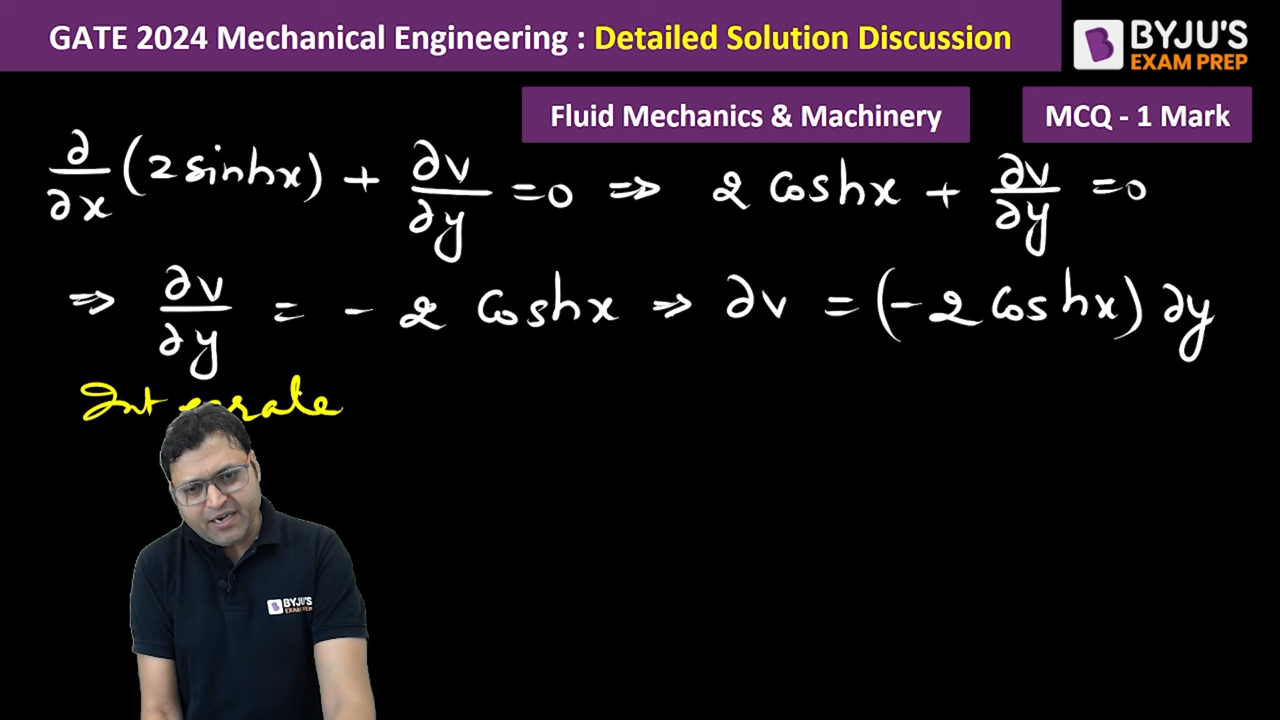 GATE 2024 Mechanical Engineering : Detailed Solution Discussion
BYJU'S
EXAM PREP
Fluid Mechanics & Machinery
MCQ - 1 Mark
∂/∂x (2 sinhx) + ∂v/∂y = 0 ⇒ 2 coshx + ∂v/∂y = 0
⇒ ∂v/∂y = - 2 coshx ⇒ ∂v = (- 2 coshx) ∂y
Integrate
BYJU'S
EXAM PREP